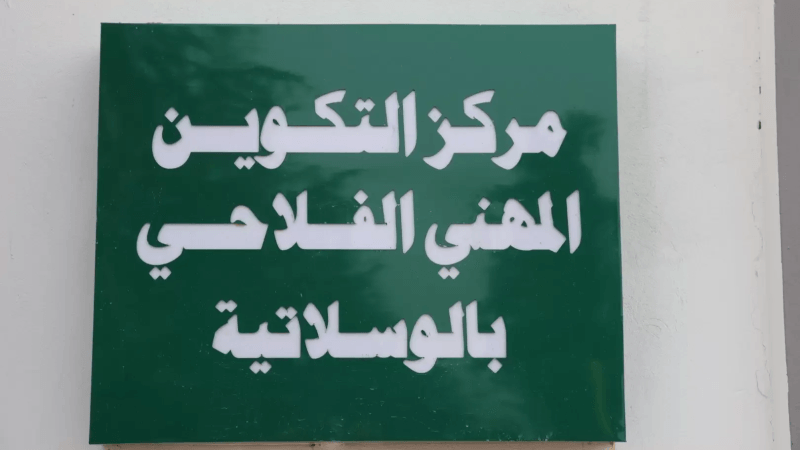 مركز التكوين
المهني الفلاحي
بالوسلاتية